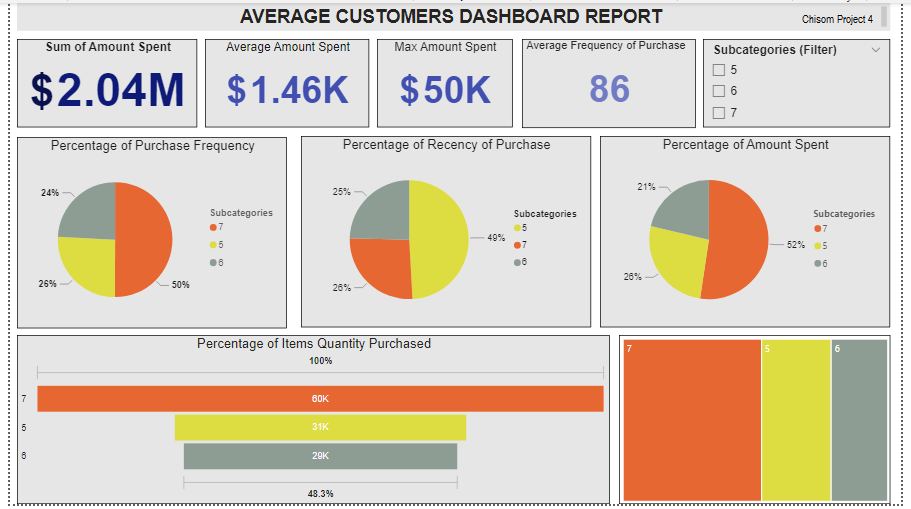 AVERAGE CUSTOMERS DASHBOARD REPORT
Chisom Project 4
Sum of Amount Spent
$2.04M
Average Amount Spent
$1.46K
Max Amount Spent
$50K
Average Frequency of Purchase
86
Subcategories (Filter)
5
6
7
Percentage of Purchase Frequency
24%
26%
50%
Subcategories
7
5
6
Percentage of Recency of Purchase
25%
26%
49%
Subcategories
5
7
6
Percentage of Amount Spent
21%
26%
52%
Subcategories
7
5
6
Percentage of Items Quantity Purchased
100%
7
60K
5
31K
6
29K
48.3%
7
5
6